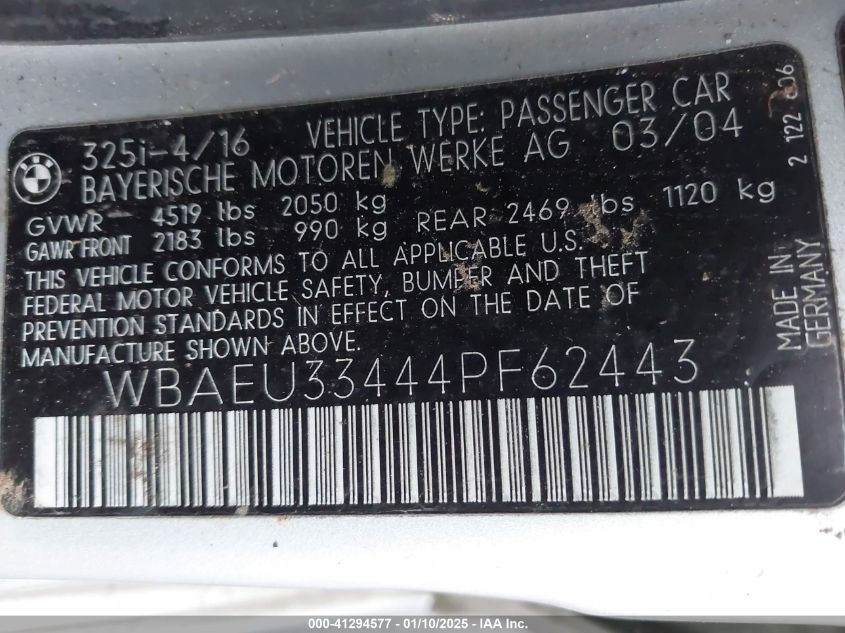 325i-4/16 VEHICLE TYPE: PASSENGER CAR
BAYERISCHE MOTOREN WERKE AG 03/04
GVWR 4519 lbs 2050 kg
GAWR FRONT 2183 lbs 990 kg REAR 2469 lbs 1120 kg
THIS VEHICLE CONFORMS TO ALL APPLICABLE U.S.
FEDERAL MOTOR VEHICLE SAFETY, BUMPER AND THEFT
PREVENTION STANDARDS IN EFFECT ON THE DATE OF
MANUFACTURE SHOWN ABOVE.
WBAEU33444PF62443
2 122 606
MADE IN
GERMANY
000-41294577 — 01/10/2025 — IAA Inc.